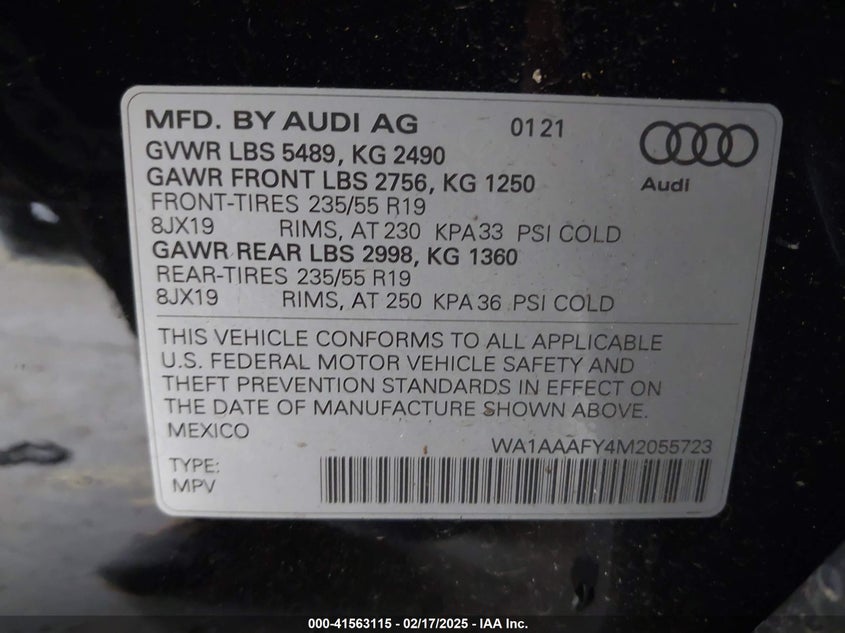 MFD. BY AUDI AG 0121
GVWR LBS 5489, KG 2490
GAWR FRONT LBS 2756, KG 1250
Audi
FRONT-TIRES 235/55 R19
8JX19 RIMS, AT 230 KPA 33 PSI COLD
GAWR REAR LBS 2998, KG 1360
REAR-TIRES 235/55 R19
8JX19 RIMS, AT 250 KPA 36 PSI COLD
THIS VEHICLE CONFORMS TO ALL APPLICABLE
U.S. FEDERAL MOTOR VEHICLE SAFETY AND
THEFT PREVENTION STANDARDS IN EFFECT ON
THE DATE OF MANUFACTURE SHOWN ABOVE.
MEXICO
WA1AAAFY4M2055723
TYPE:
MPV
000-41563115 - 02/17/2025 - IAA Inc.